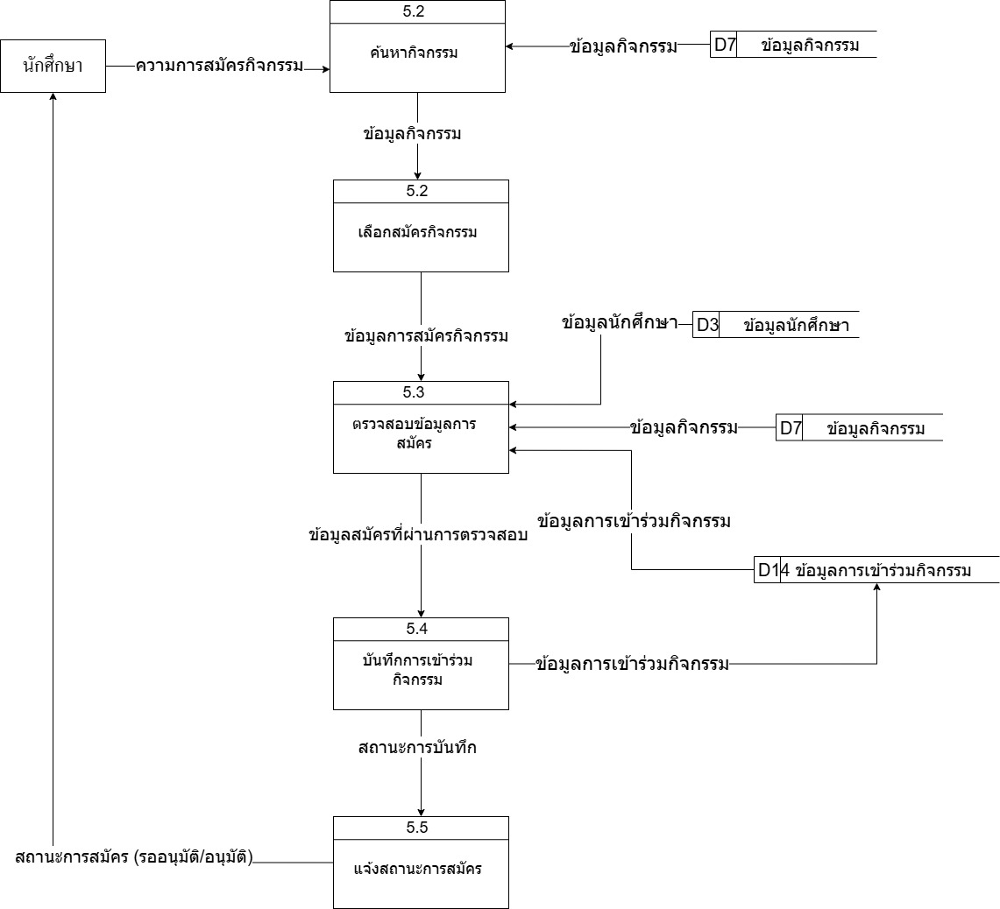 5.2
ค้นหากิจกรรม
นักศึกษา
ความการสมัครกิจกรรม
ข้อมูลกิจกรรม
D7 ข้อมูลกิจกรรม
ข้อมูลกิจกรรม
5.2
เลือกสมัครกิจกรรม
ข้อมูลการสมัครกิจกรรม
ข้อมูลนักศึกษา
D3 ข้อมูลนักศึกษา
5.3
ตรวจสอบข้อมูลการ
สมัคร
ข้อมูลกิจกรรม
D7 ข้อมูลกิจกรรม
ข้อมูลการเข้าร่วมกิจกรรม
ข้อมูลสมัครที่ผ่านการตรวจสอบ
D14 ข้อมูลการเข้าร่วมกิจกรรม
5.4
บันทึกการเข้าร่วม
กิจกรรม
ข้อมูลการเข้าร่วมกิจกรรม
สถานะการบันทึก
5.5
แจ้งสถานะการสมัคร
สถานะการสมัคร (รออนุมัติ/อนุมัติ)